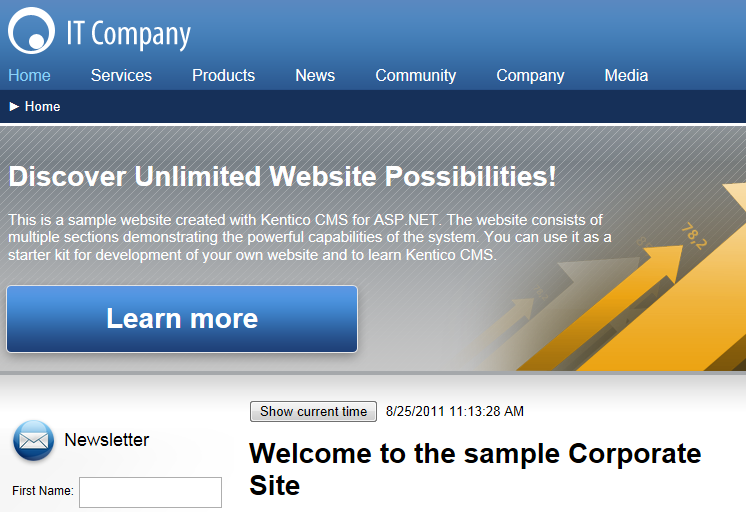 IT Company
Home Services Products News Community Company Media
► Home
Discover Unlimited Website Possibilities!
This is a sample website created with Kentico CMS for ASP.NET. The website consists of
multiple sections demonstrating the powerful capabilities of the system. You can use it as a
starter kit for development of your own website and to learn Kentico CMS.
78,2
Learn more
Show current time 8/25/2011 11:13:28 AM
Newsletter
Welcome to the sample Corporate
Site
First Name: